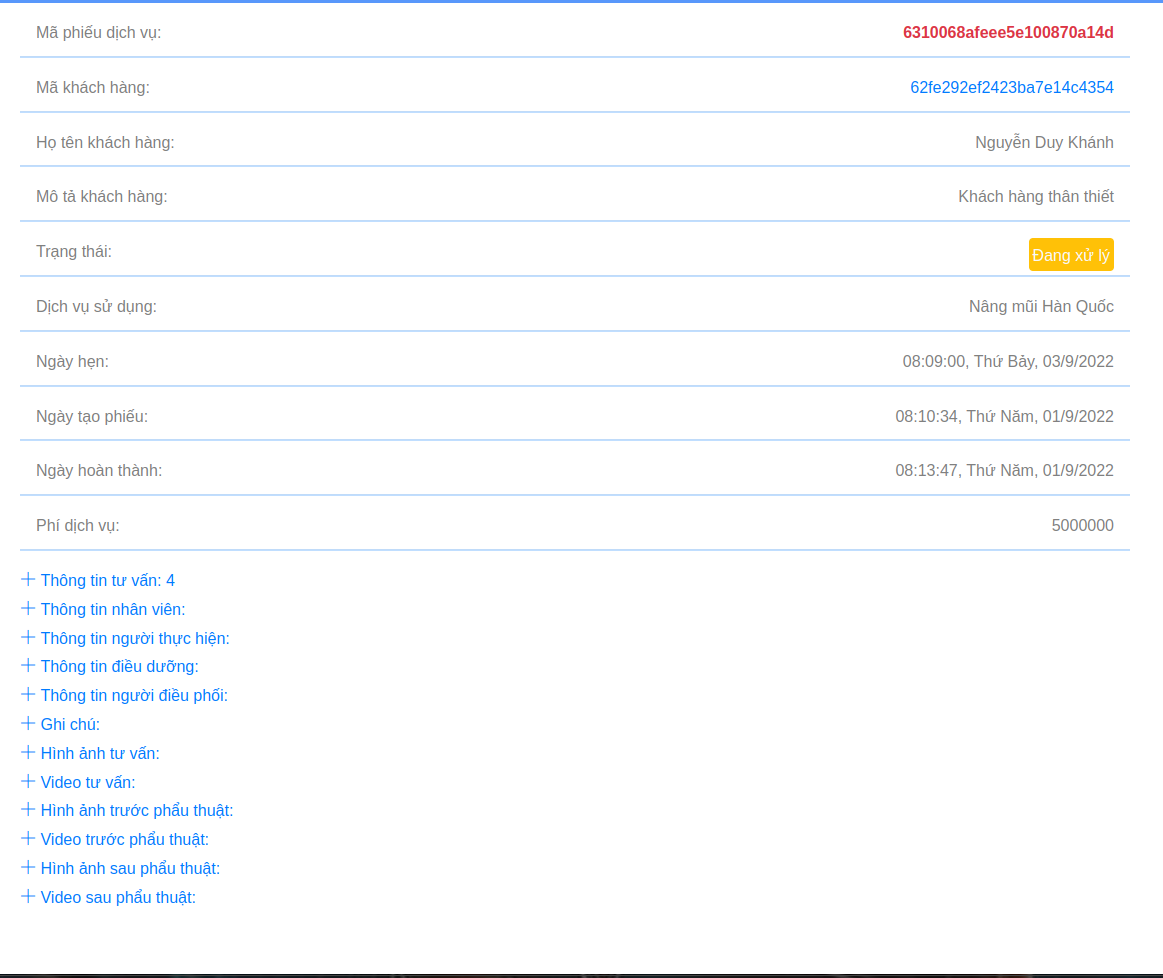 Mã phiếu dịch vụ: 6310068afeee5e100870a14d
Mã khách hàng: 62fe292ef2423ba7e14c4354
Họ tên khách hàng: Nguyễn Duy Khánh
Mô tả khách hàng: Khách hàng thân thiết
Trạng thái: Đang xử lý
Dịch vụ sử dụng: Nâng mũi Hàn Quốc
Ngày hẹn: 08:09:00, Thứ Bảy, 03/9/2022
Ngày tạo phiếu: 08:10:34, Thứ Năm, 01/9/2022
Ngày hoàn thành: 08:13:47, Thứ Năm, 01/9/2022
Phí dịch vụ: 5000000
Thông tin tư vấn: 4
Thông tin nhân viên:
Thông tin người thực hiện:
Thông tin điều dưỡng:
Thông tin người điều phối:
Ghi chú:
Hình ảnh tư vấn:
Video tư vấn:
Hình ảnh trước phẩu thuật:
Video trước phẩu thuật:
Hình ảnh sau phẩu thuật:
Video sau phẩu thuật: